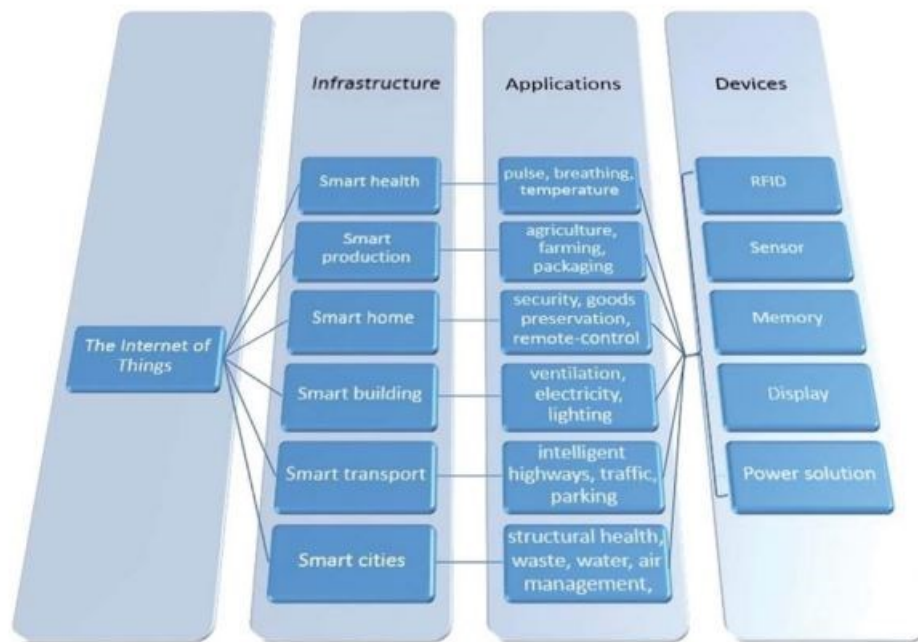 Infrastructure
Applications
Devices
The Internet of
Things
Smart health
Smart
production
Smart home
Smart building
Smart transport
Smart cities
pulse, breathing,
temperature
agriculture,
farming,
packaging
security, goods
preservation,
remote-control
ventilation,
electricity,
lighting
intelligent
highways, traffic,
parking
structural health,
waste, water, air
management,
RFID
Sensor
Memory
Display
Power solution